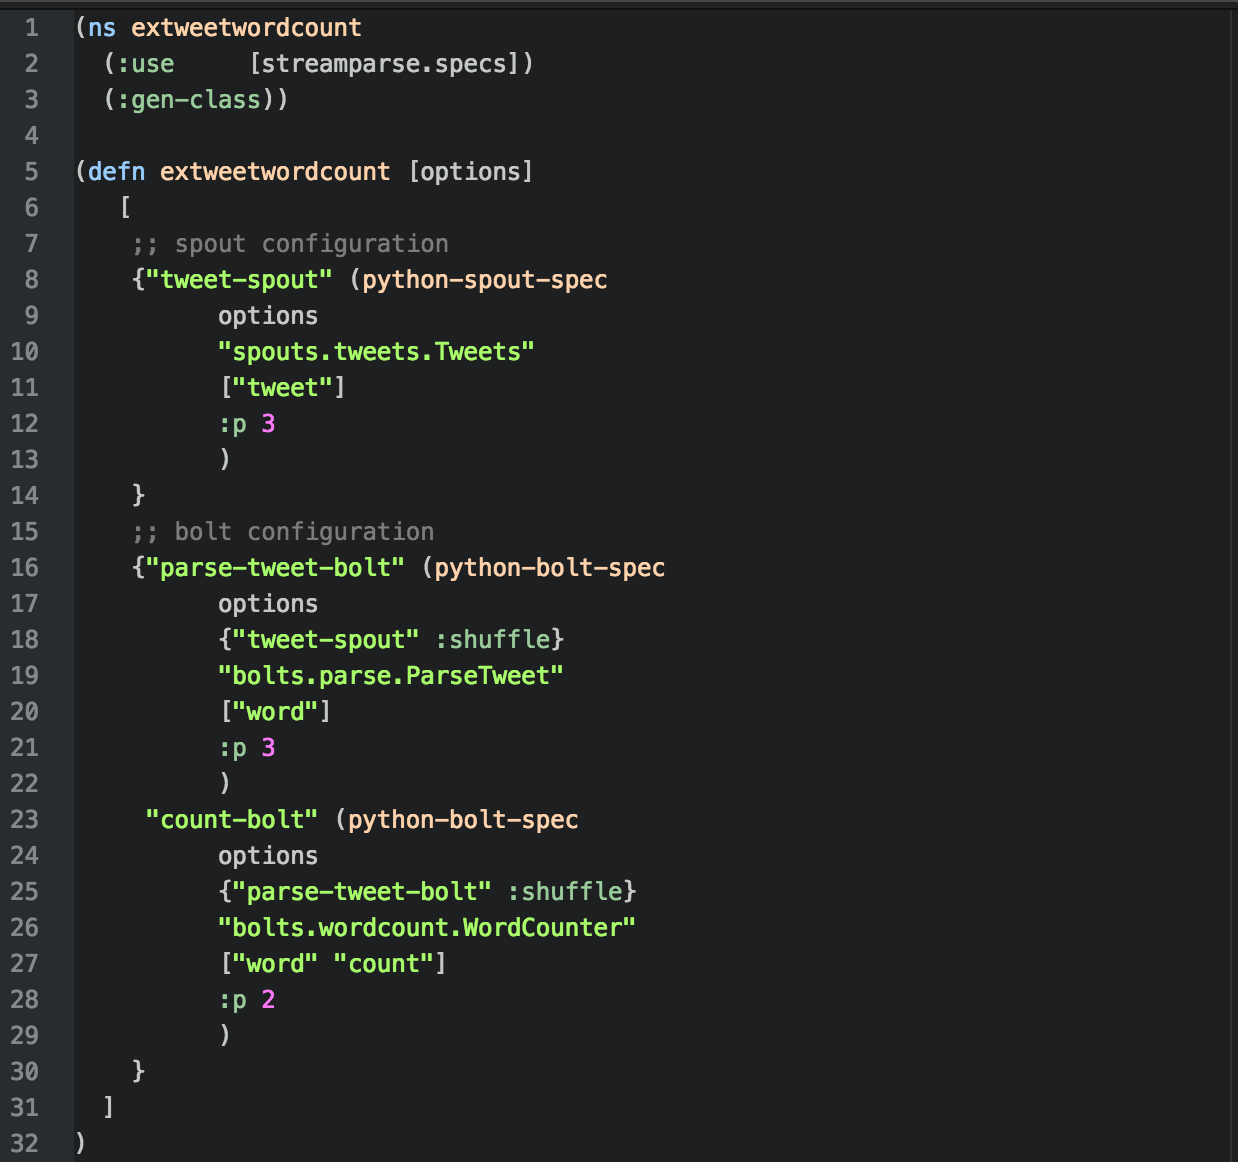 1 (ns extweetwordcount
2   (:use     [streamparse.specs])
3   (:gen-class))
4
5 (defn extweetwordcount [options]
6    [
7     ;; spout configuration
8     {"tweet-spout" (python-spout-spec
9           options
10           "spouts.tweets.Tweets"
11           ["tweet"]
12           :p 3
13           )
14     }
15     ;; bolt configuration
16     {"parse-tweet-bolt" (python-bolt-spec
17           options
18           {"tweet-spout" :shuffle}
19           "bolts.parse.ParseTweet"
20           ["word"]
21           :p 3
22           )
23      "count-bolt" (python-bolt-spec
24           options
25           {"parse-tweet-bolt" :shuffle}
26           "bolts.wordcount.WordCounter"
27           ["word" "count"]
28           :p 2
29           )
30     }
31   ]
32 )